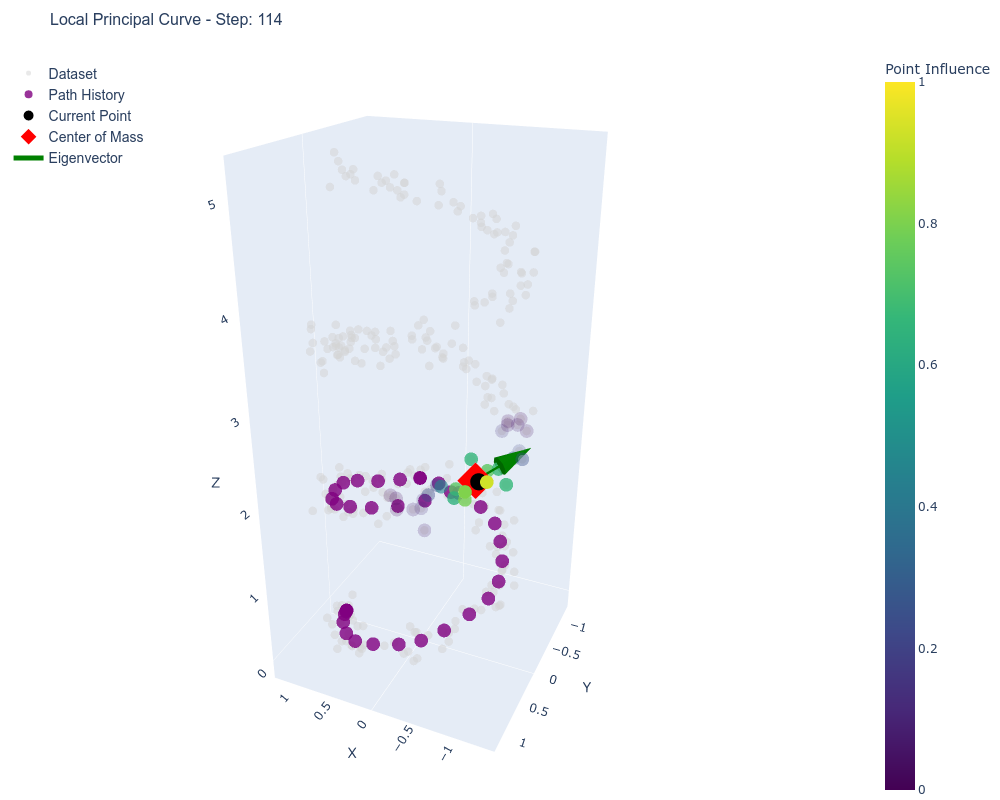 Local Principal Curve - Step: 114
Dataset
Path History
Current Point
Center of Mass
Eigenvector
Point Influence
1
0.8
0.6
0.4
0.2
0
5
4
3
2
1
0
Z
1
0.5
0
−0.5
−1
X
−1
−0.5
0
0.5
1
Y